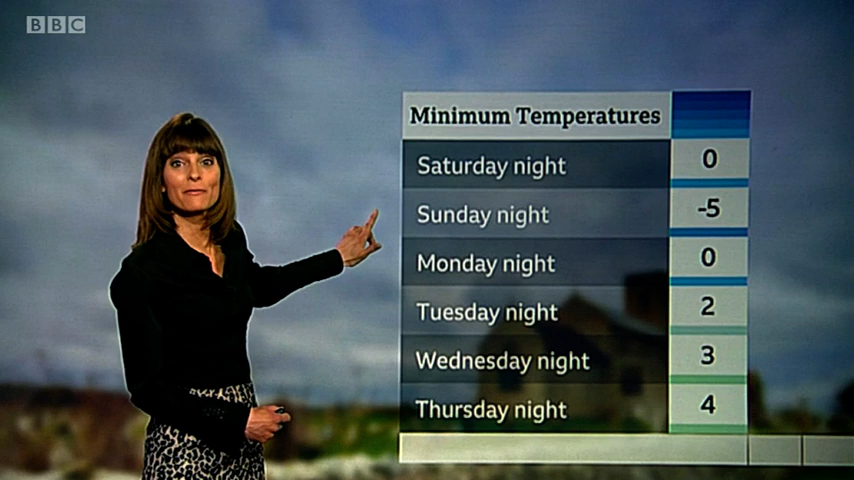 BBC
Minimum Temperatures
Saturday night 0
Sunday night -5
Monday night 0
Tuesday night 2
Wednesday night 3
Thursday night 4